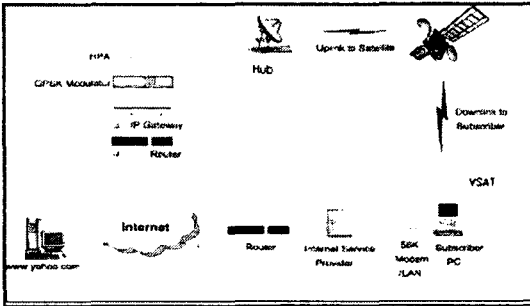 Uplink to Satellite
Hub
HPA
QPSK Modulator
Downlink to
Subscriber
IP Gateway
Router
VSAT
Internet
Router
Internet Service
Provider
56K
Modem
/LAN
Subscriber
PC
www.yahoo.com